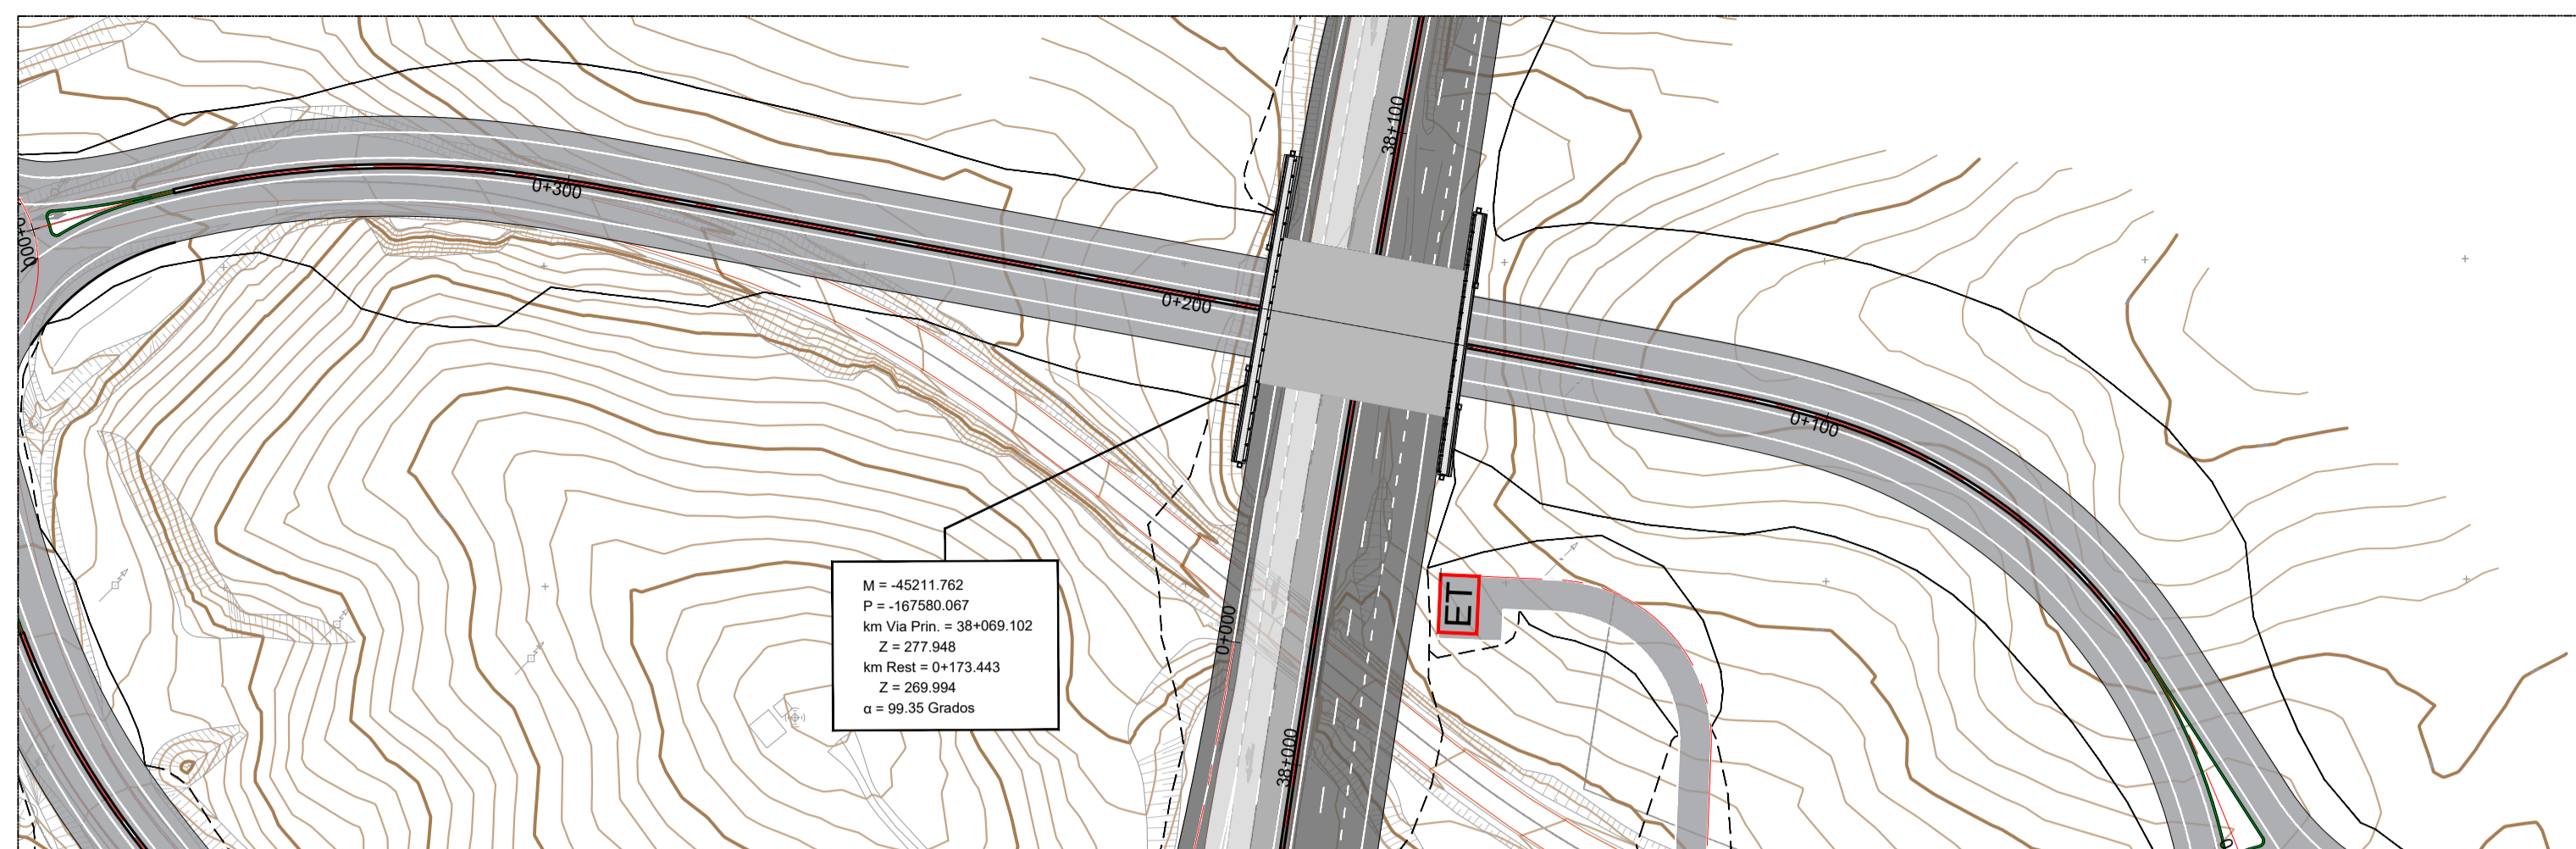 38+100
0+300
0+200
0+100
M = -45211.762
P = -167580.067
km Via Prin. = 38+069.102
Z = 277.948
km Rest = 0+173.443
Z = 269.994
α = 99.35 Grados
ET
0+000
38+000